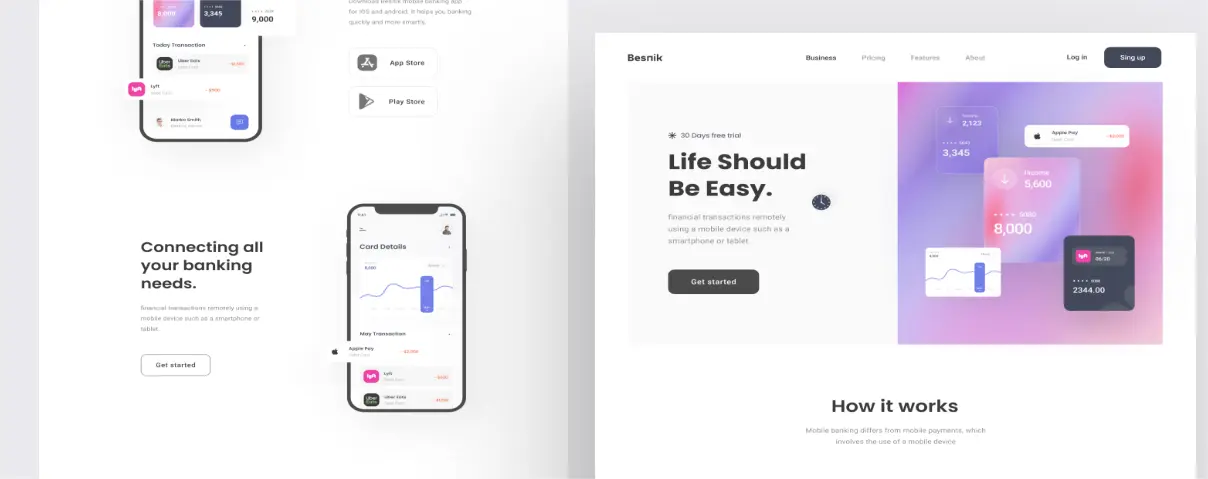 8,000
3,345
9,000
Today Transaction
Uber Eats
Lyft
Download Besnik mobile banking app
for iOS and android. It helps you banking
quickly and more smartly.
App Store
Play Store
Connecting all
your banking
needs.
financial transactions remotely using a
mobile device such as a smartphone or
tablet.
Get started
Card Details
May Transaction
Apple Pay
Lyft
Uber Eats
Besnik
Business
Pricing
Features
About
Log in
Sing up
30 Days free trial
Life Should
Be Easy.
financial transactions remotely
using a mobile device such as a
smartphone or tablet.
Get started
2,123
3,345
Apple Pay
5,600
8,000
lyft
2344.00
How it works
Mobile banking differs from mobile payments, which
involves the use of a mobile device